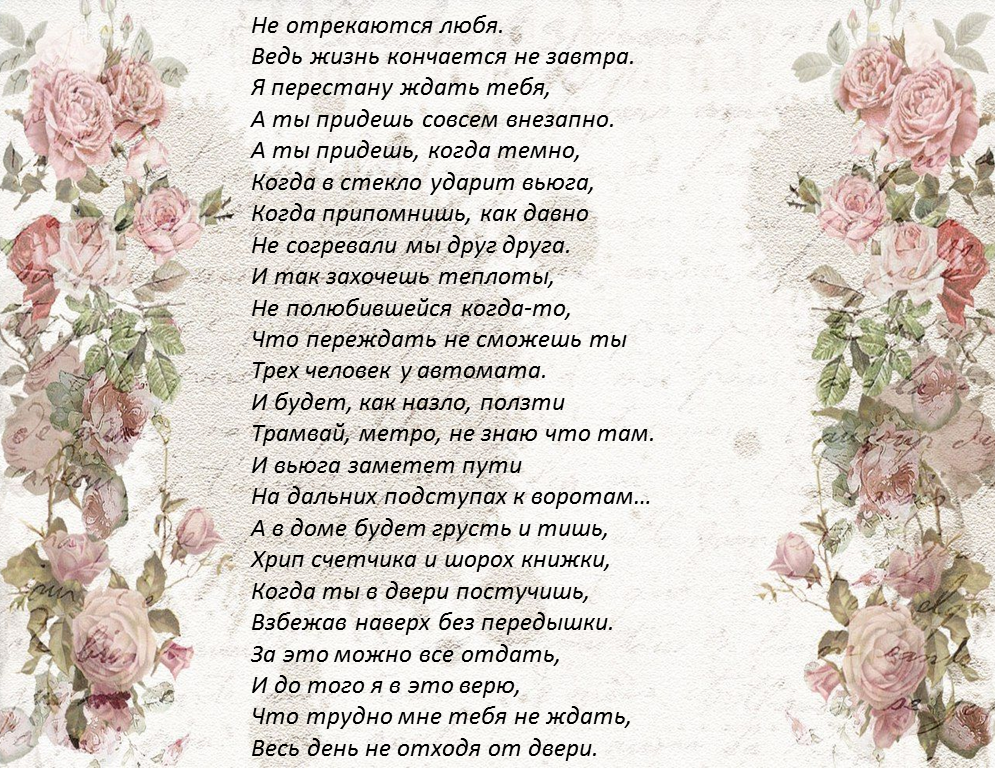 Не отрекаются любя.
Ведь жизнь кончается не завтра.
Я перестану ждать тебя,
А ты придешь совсем внезапно.
А ты придешь, когда темно,
Когда в стекло ударит вьюга,
Когда припомнишь, как давно
Не согревали мы друг друга.
И так захочешь теплоты,
Не полюбившейся когда-то,
Что переждать не сможешь ты
Трех человек у автомата.
И будет, как назло, ползти
Трамвай, метро, не знаю что там.
И вьюга заметет пути
На дальних подступах к воротам…
А в доме будет грусть и тишь,
Хрип счетчика и шорох книжки,
Когда ты в двери постучишь,
Взбежав наверх без передышки.
За это можно все отдать,
И до того я в это верю,
Что трудно мне тебя не ждать,
Весь день не отходя от двери.